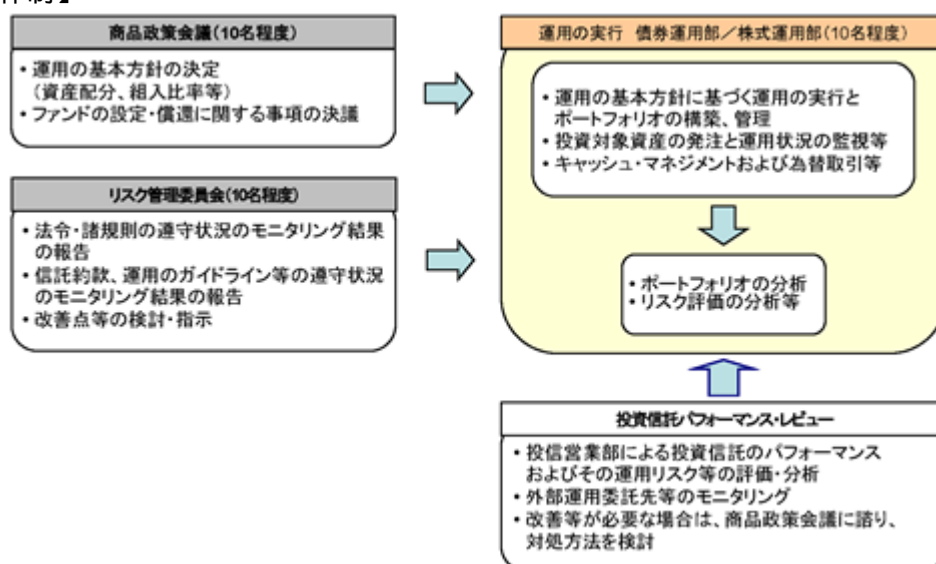 体制】
商品政策会議(10名程度)
• 運用の基本方針の決定
(資産配分、組入比率等)
• ファンドの設定・償還に関する事項の決議
リスク管理委員会(10名程度)
• 法令・諸規則の遵守状況のモニタリング結果
の報告
• 信託約款、運用のガイドライン等の遵守状況
のモニタリング結果の報告
• 改善点等の検討・指示
運用の実行 債券運用部／株式運用部(10名程度)
• 運用の基本方針に基づく運用の実行と
ポートフォリオの構築、管理
• 投資対象資産の発注と運用状況の監視等
• キャッシュ・マネジメントおよび為替取引等
• ポートフォリオの分析
• リスク評価の分析等
投資信託パフォーマンス・レビュー
• 投信営業部による投資信託のパフォーマンス
およびその運用リスク等の評価・分析
• 外部運用委託先等のモニタリング
• 改善等が必要な場合は、商品政策会議に諮り、
対処方法を検討